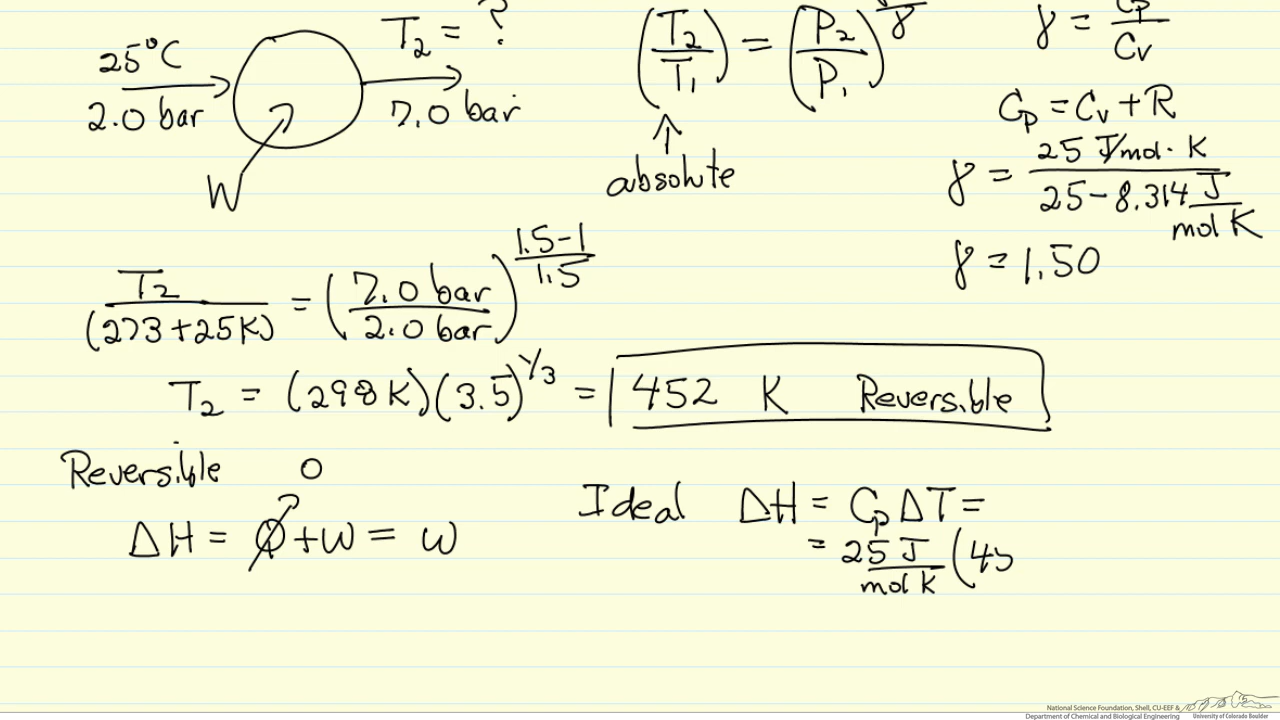 25°C
2.0 bar
T₂ = ?
7.0 bar
W
(T₂/T₁) = (P₂/P₁)^ /γ
↑
absolute
γ = Cp/Cv
Cp = Cv + R
γ = 25 J/mol·K / 25 - 8.314 J/mol K
γ = 1.50
T₂/(273+25K) = (7.0 bar/2.0 bar)^(1.5-1/1.5)
T₂ = (298K)(3.5)^1/3 = 452 K Reversible
Reversible 0
ΔH = Q + W = W
Ideal ΔH = Cp ΔT =
= 25 J/mol K (45
National Science Foundation, Shell, CU-EEF &
Department of Chemical and Biological Engineering
University of Colorado Boulder